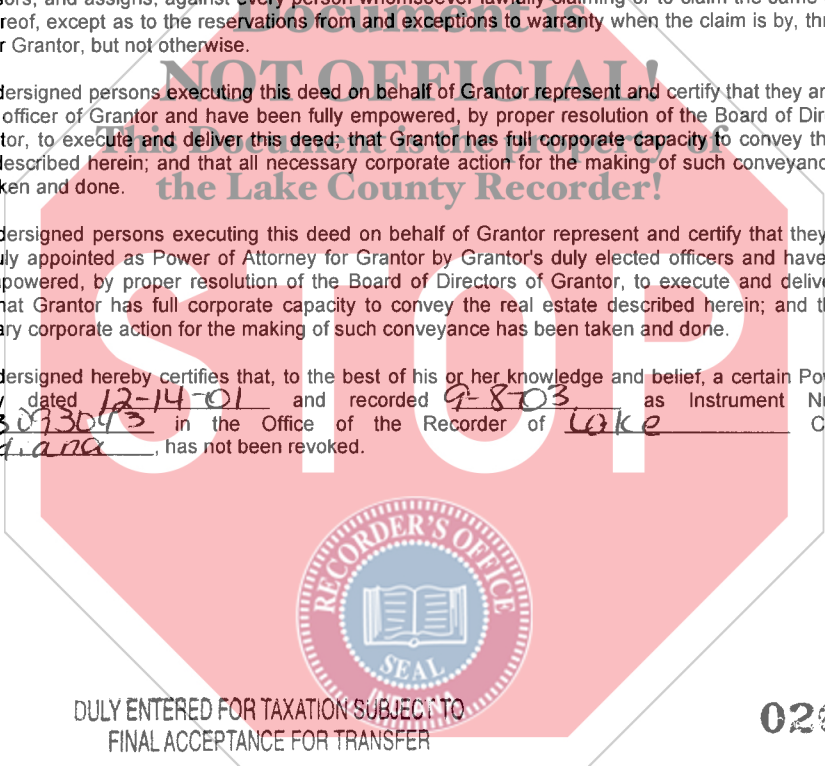 sors, and assigns, against every person whomsoever lawfully claiming or to claim the same
reof, except as to the reservations from and exceptions to warranty when the claim is by, thr
r Grantor, but not otherwise.
Document is
NOT OFFICIAL!
This Document is the property of
the Lake County Recorder!
dersigned persons executing this deed on behalf of Grantor represent and certify that they ar
officer of Grantor and have been fully empowered, by proper resolution of the Board of Dir
tor, to execute and deliver this deed; that Grantor has full corporate capacity to convey th
described herein; and that all necessary corporate action for the making of such conveyanc
ken and done.
dersigned persons executing this deed on behalf of Grantor represent and certify that they
ly appointed as Power of Attorney for Grantor by Grantor's duly elected officers and have
powered, by proper resolution of the Board of Directors of Grantor, to execute and delive
hat Grantor has full corporate capacity to convey the real estate described herein; and th
ary corporate action for the making of such conveyance has been taken and done.
STOP
dersigned hereby certifies that, to the best of his or her knowledge and belief, a certain Pow
y dated 12-14-01 and recorded 9-8-03 as Instrument Nu
3093043 in the Office of the Recorder of Lake C
diana, has not been revoked.
RECORDER'S OFFICE
SEAL
INDIANA
DULY ENTERED FOR TAXATION SUBJECT TO
FINAL ACCEPTANCE FOR TRANSFER
02